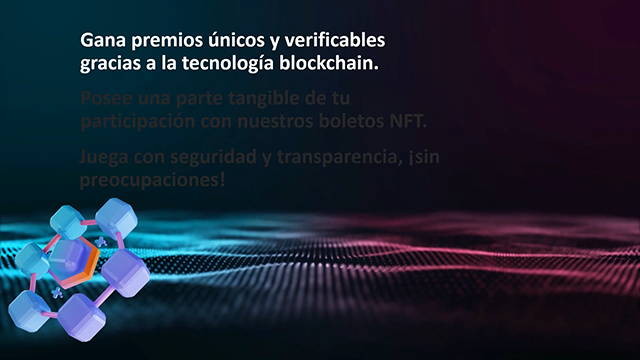 Gana premios únicos y verificables
gracias a la tecnología blockchain.
Posee una parte tangible de tu
participación con nuestros boletos NFT.
Juega con seguridad y transparencia, ¡sin
preocupaciones!